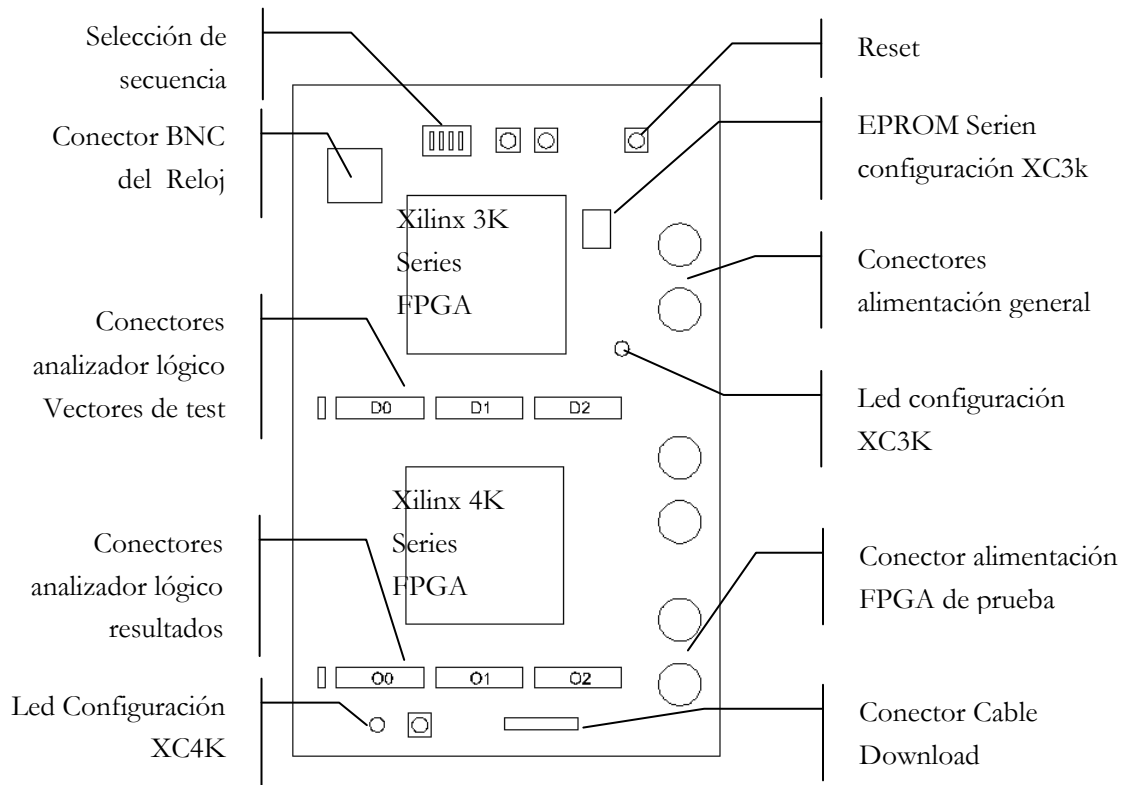 Selección de
secuencia
Conector BNC
del Reloj
Conectores
analizador lógico
Vectores de test
Conectores
analizador lógico
resultados
Led Configuración
XC4K
Xilinx 3K
Series
FPGA
D0 D1 D2
Xilinx 4K
Series
FPGA
O0 O1 O2
Reset
EPROM Serien
configuración XC3k
Conectores
alimentación general
Led configuración
XC3K
Conector alimentación
FPGA de prueba
Conector Cable
Download